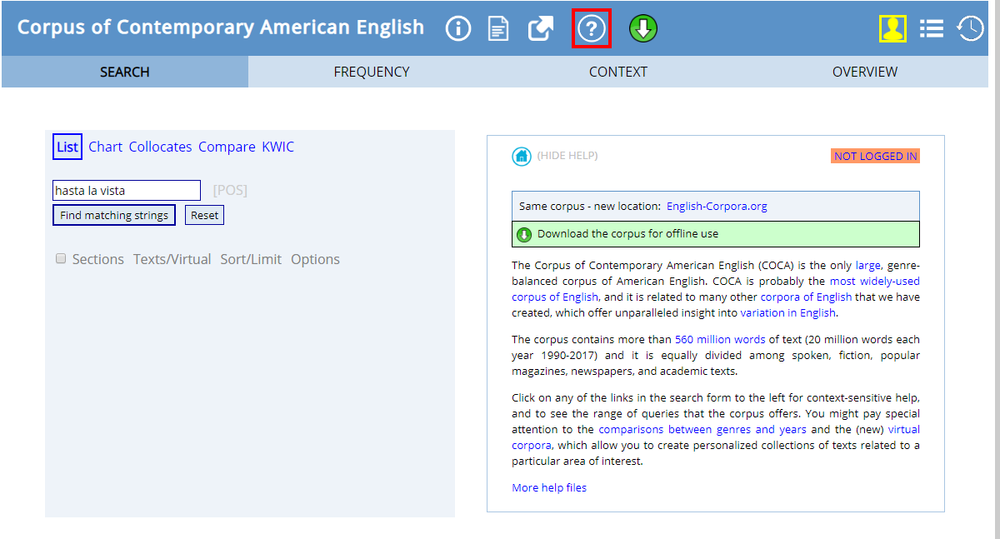 Corpus of Contemporary American English
SEARCH FREQUENCY CONTEXT OVERVIEW
List Chart Collocates Compare KWIC
hasta la vista [POS]
Find matching strings Reset
Sections Texts/Virtual Sort/Limit Options
(HIDE HELP) NOT LOGGED IN
Same corpus - new location: English-Corpora.org
Download the corpus for offline use
The Corpus of Contemporary American English (COCA) is the only large, genre-
balanced corpus of American English. COCA is probably the most widely-used
corpus of English, and it is related to many other corpora of English that we have
created, which offer unparalleled insight into variation in English.
The corpus contains more than 560 million words of text (20 million words each
year 1990-2017) and it is equally divided among spoken, fiction, popular
magazines, newspapers, and academic texts.
Click on any of the links in the search form to the left for context-sensitive help,
and to see the range of queries that the corpus offers. You might pay special
attention to the comparisons between genres and years and the (new) virtual
corpora, which allow you to create personalized collections of texts related to a
particular area of interest.
More help files